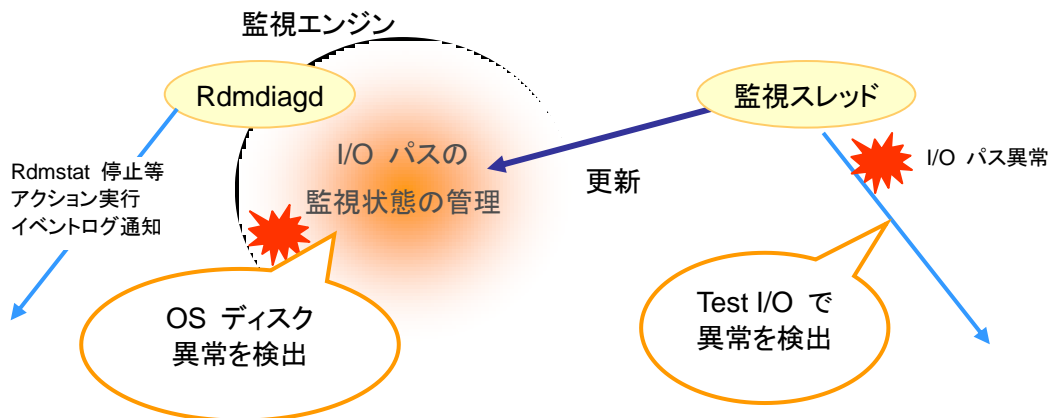 監視エンジン
Rdmdiagd
監視スレッド
I/O パスの
監視状態の管理
更新
I/O パス異常
Rdmstat 停止等
アクション実行
イベントログ通知
OS ディスク
異常を検出
Test I/O で
異常を検出